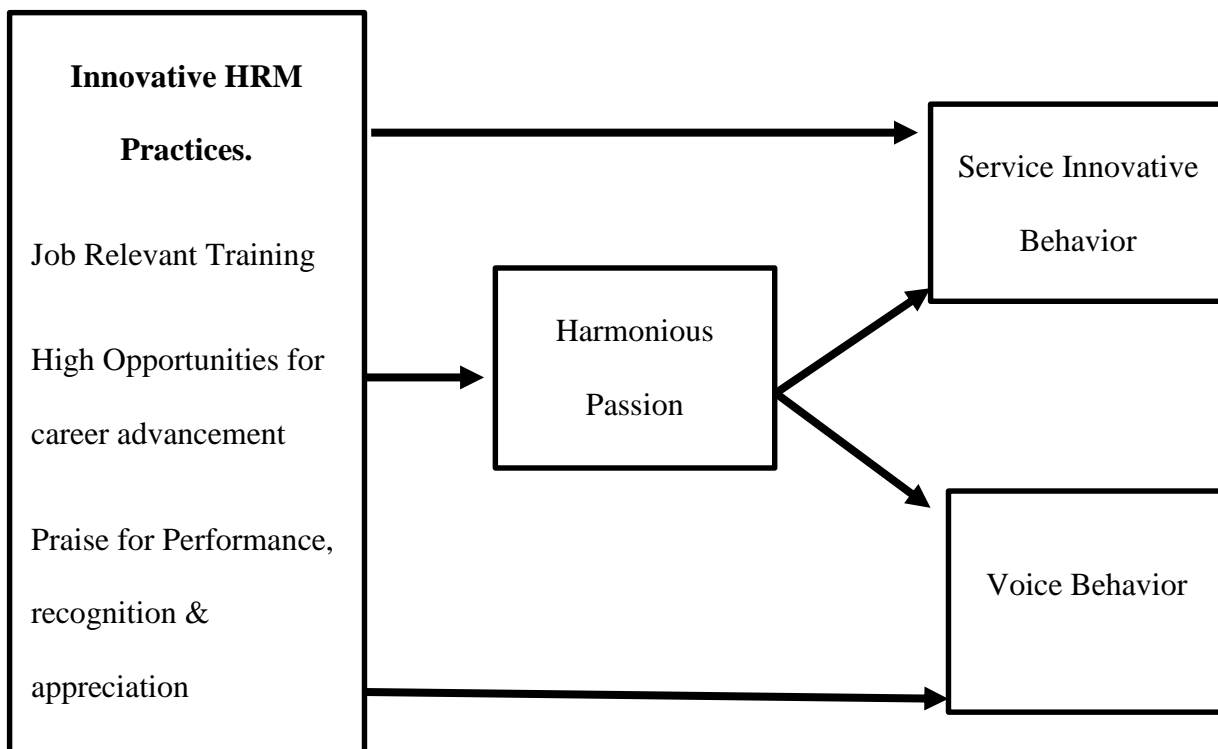 Innovative HRM
Practices.
Job Relevant Training
High Opportunities for
career advancement
Praise for Performance,
recognition &
appreciation
Harmonious
Passion
Service Innovative
Behavior
Voice Behavior